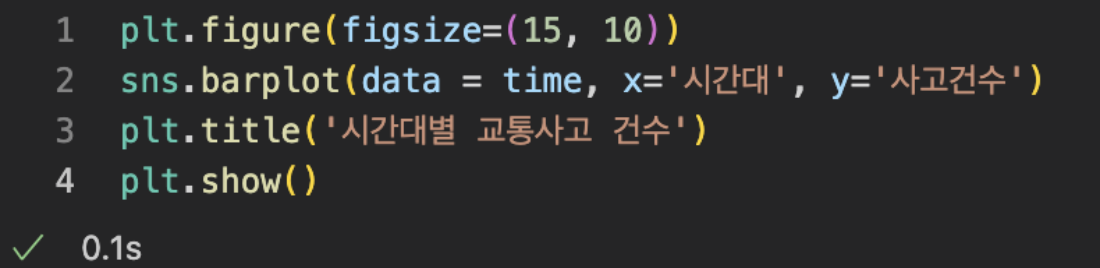 1 plt.figure(figsize=(15, 10))
2 sns.barplot(data = time, x='시간대', y='사고건수')
3 plt.title('시간대별 교통사고 건수')
4 plt.show()
✓ 0.1s